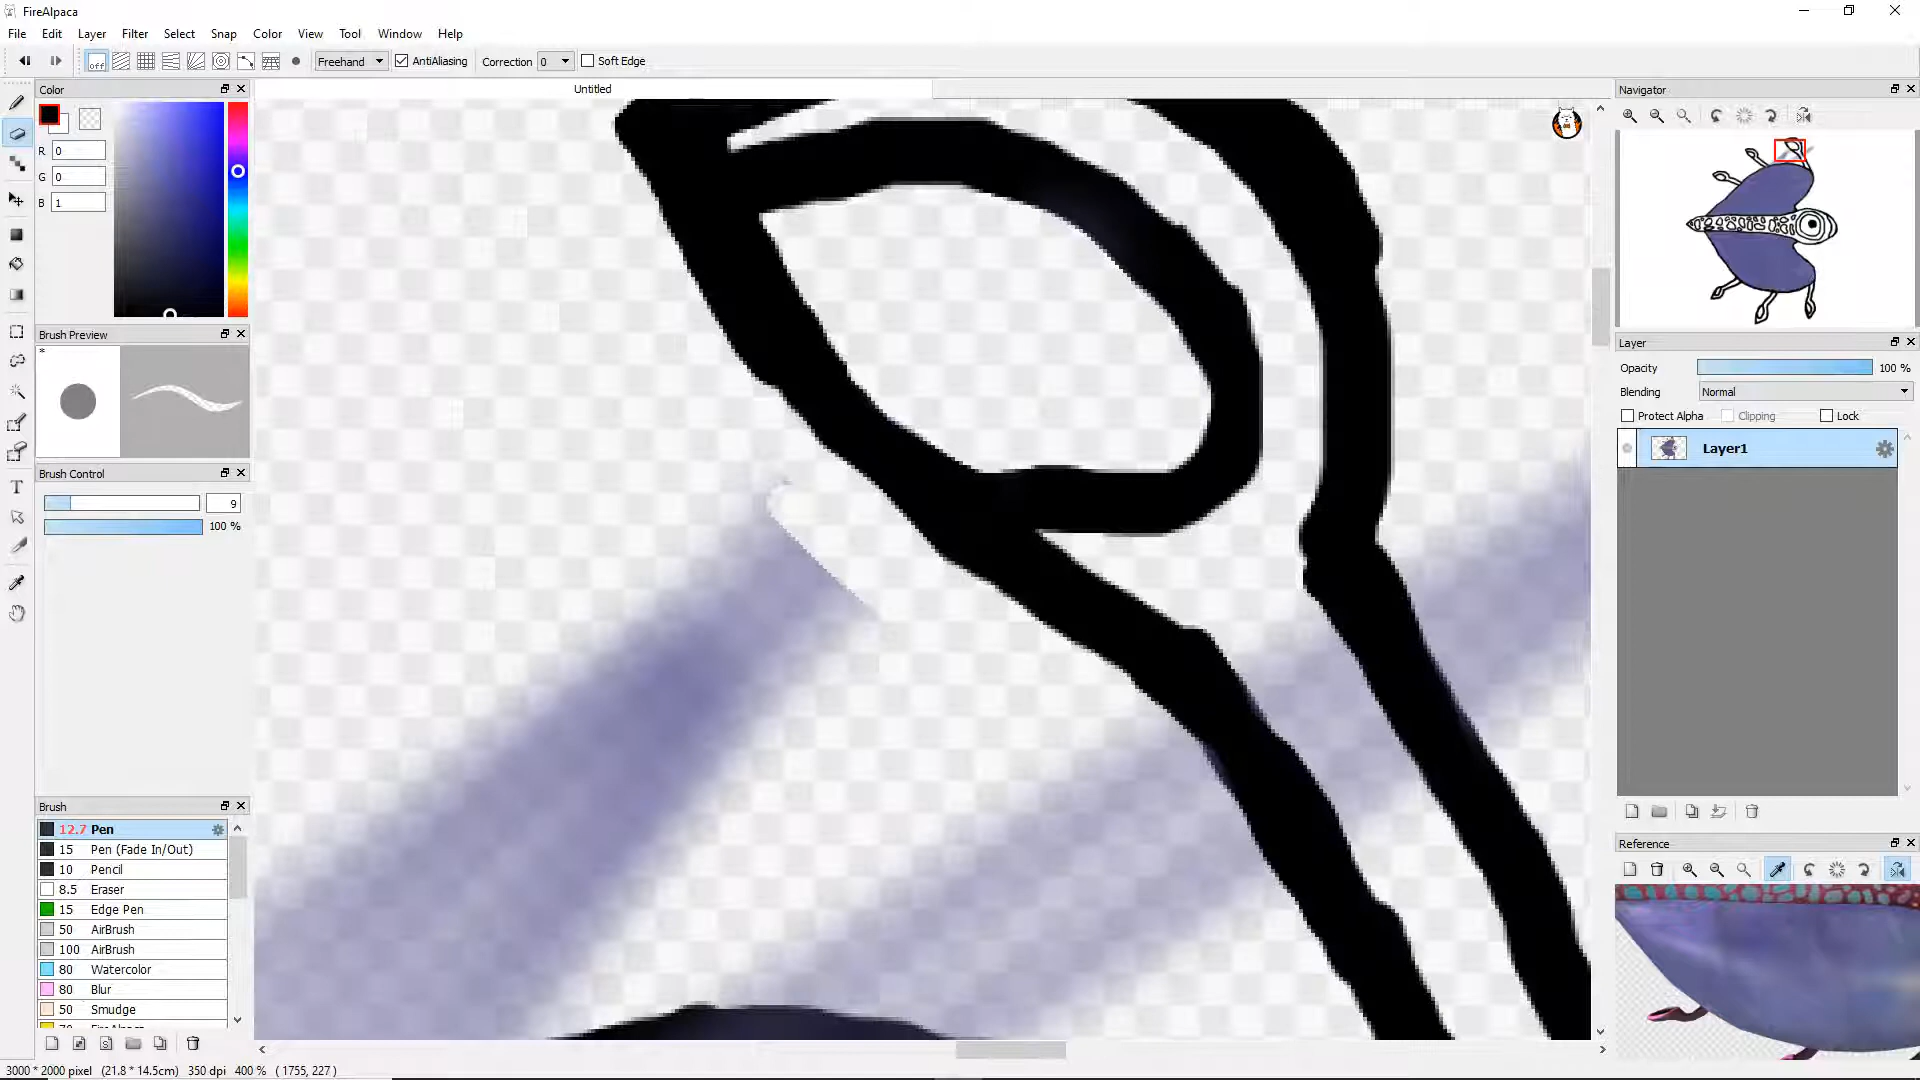 FireAlpaca
File Edit Layer Filter Select Snap Color View Tool Window Help
off Freehand AntiAliasing Correction 0 Soft Edge
Color
Untitled
Navigator
R 0
G 0
B 1
Brush Preview
*
Layer
Opacity 100 %
Blending Normal
Protect Alpha Clipping Lock
Layer1
Brush Control
9
100 %
Brush
12.7 Pen
15 Pen (Fade In/Out)
10 Pencil
8.5 Eraser
15 Edge Pen
50 AirBrush
100 AirBrush
80 Watercolor
80 Blur
50 Smudge
Reference
3000 * 2000 pixel (21.8 * 14.5cm) 350 dpi 400 % ( 1755, 227 )